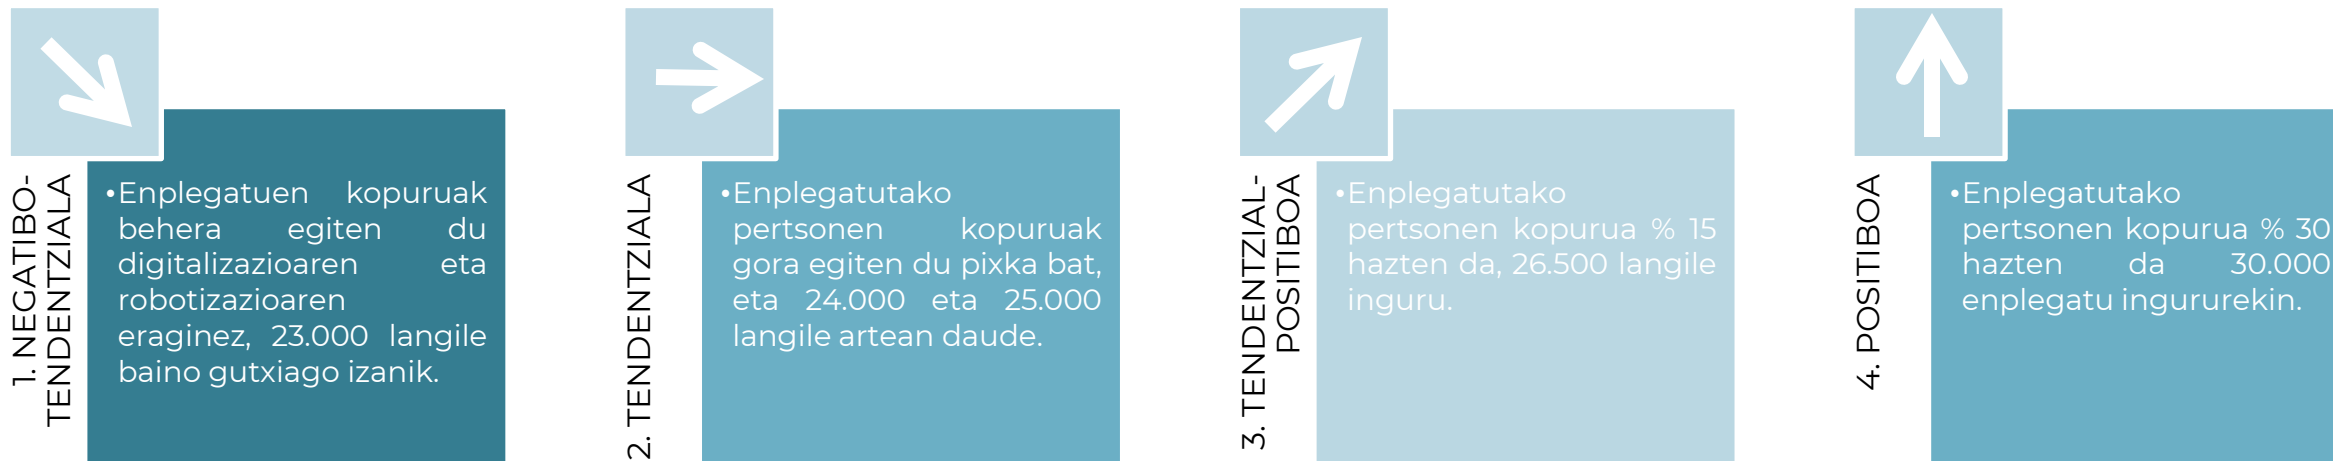 1. NEGATIBO-
TENDENTZIALA
•Enplegatuen kopuruak
behera egiten du
digitalizazioaren eta
robotizazioaren
eraginez, 23.000 langile
baino gutxiago izanik.
2. TENDENTZIALA
•Enplegatutako
pertsonen kopuruak
gora egiten du pixka bat,
eta 24.000 eta 25.000
langile artean daude.
3. TENDENTZIAL-
POSITIBOA
•Enplegatutako
pertsonen kopurua % 15
hazten da, 26.500 langile
inguru.
4. POSITIBOA
•Enplegatutako
pertsonen kopurua % 30
hazten da 30.000
enplegatu ingururekin.